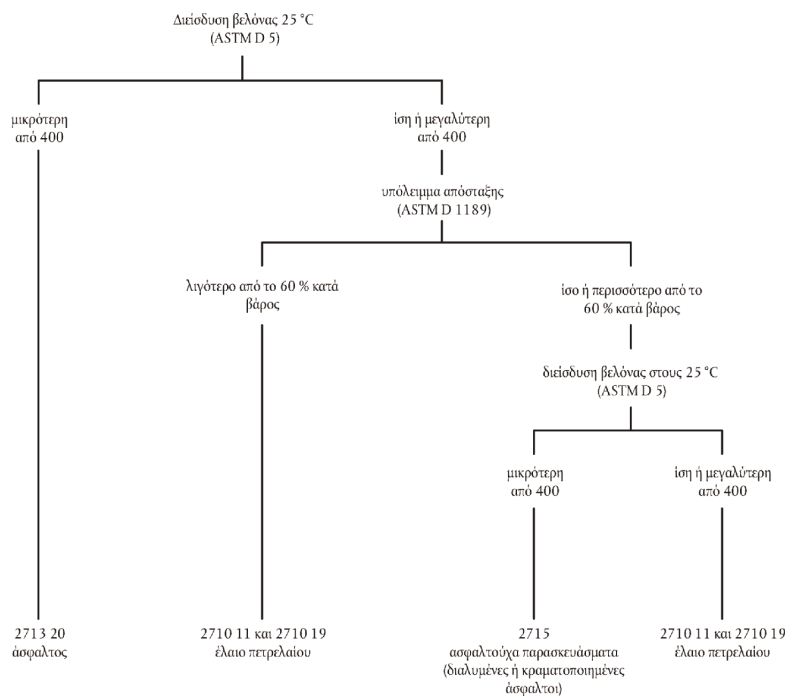 Διείσδυση βελόνας 25 °C
(ASTM D 5)
μικρότερη
από 400
ίση ή μεγαλύτερη
από 400
υπόλειμμα απόσταξης
(ASTM D 1189)
λιγότερο από το 60 % κατά
βάρος
ίσο ή περισσότερο από το
60 % κατά βάρος
διείσδυση βελόνας στους 25 °C
(ASTM D 5)
μικρότερη
από 400
ίση ή μεγαλύτερη
από 400
2713 20
άσφαλτος
2710 11 και 2710 19
έλαιο πετρελαίου
2715
ασφαλτούχα παρασκευάσματα
(διαλυμένες ή κραματοποιημένες
άσφαλτοι)
2710 11 και 2710 19
έλαιο πετρελαίου